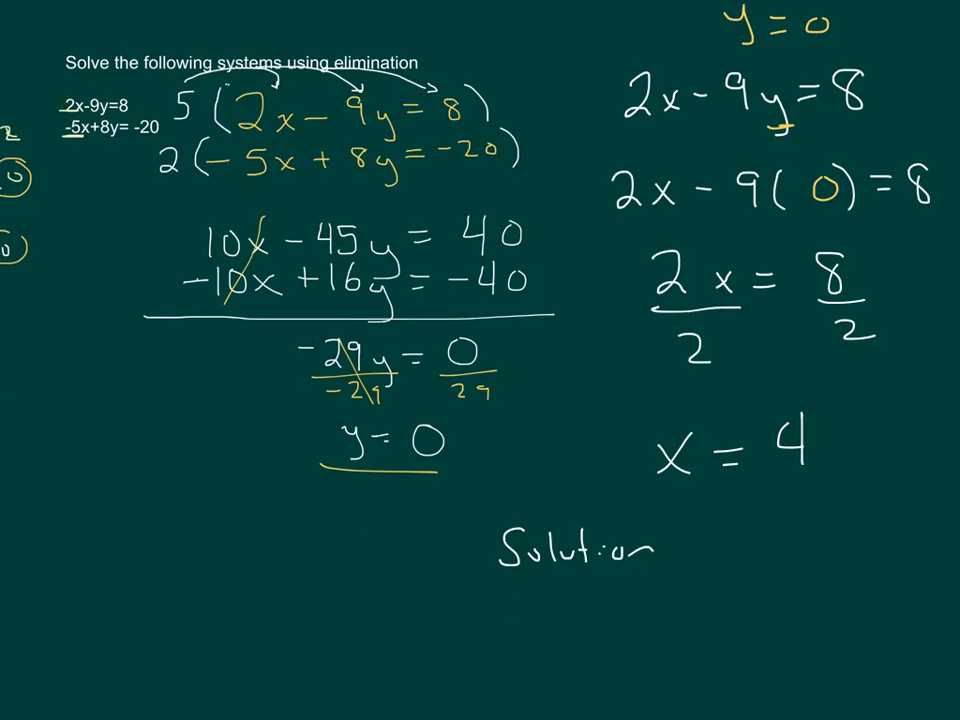 Solve the following systems using elimination
2x-9y=8
-5x+8y= -20
5 ( 2x - 9y = 8 )
2 ( - 5x + 8y = -20 )
10x - 45y = 40
-10x + 16y = -40
-29y = 0
-29 29
y = 0
y = 0
2x - 9y = 8
2x - 9( 0 ) = 8
2x = 8
2 2
x = 4
Solution